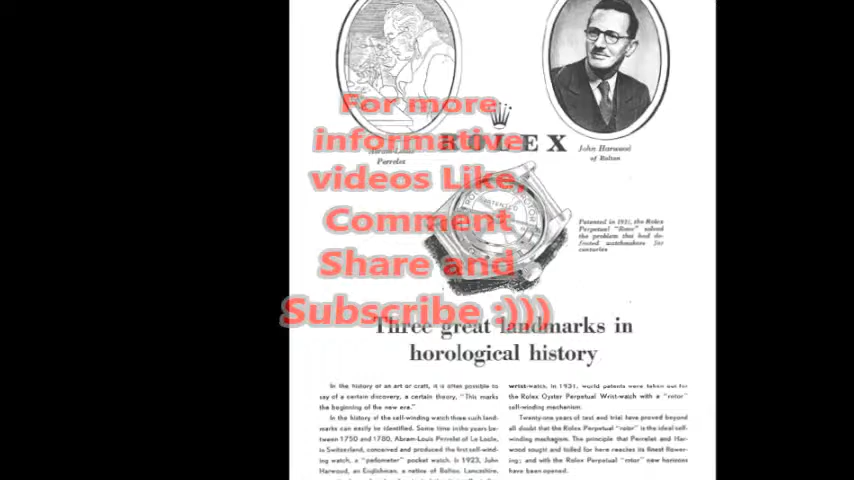 For more
informative
videos Like,
Comment
Share and
Subscribe :))))
ROLEX
Perrelet
John Harwood
of Bolton
Patented in 1931, the Rolex
Perpetual "Rotor" solved
the problem that had de-
feated watchmakers for
centuries
Three great landmarks in
horological history
In the history of an art or craft, it is often possible to
say of a certain discovery, a certain theory, "This marks
the beginning of the new era."
In the history of the self-winding watch three such land-
marks can easily be identified. Some time in the years be-
tween 1750 and 1780, Abram-Louis Perrelet of Le Locle,
in Switzerland, conceived and produced the first self-wind-
ing watch, a "pedometer" pocket watch. In 1923, John
Harwood, an Englishman, a native of Bolton, Lancashire,
wrist-watch. In 1931, world patents were taken out for
the Rolex Oyster Perpetual Wrist-watch with a "rotor"
self-winding mechanism.
Twenty-one years of test and trial have proved beyond
all doubt that the Rolex Perpetual "rotor" is the ideal self-
winding mechanism. The principle that Perrelet and Har-
wood sought and toiled for here reaches its finest flower-
ing; and with the Rolex Perpetual "rotor" new horizons
have been opened.